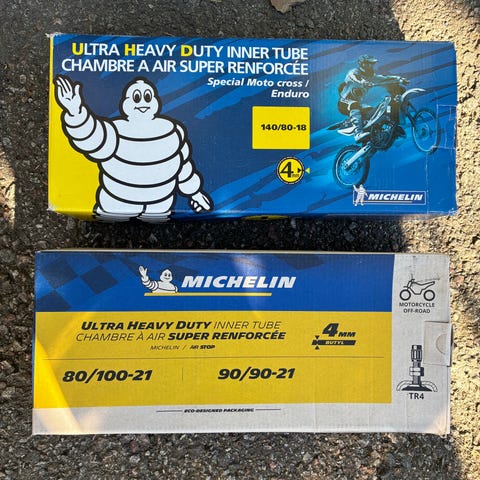 ULTRA HEAVY DUTY INNER TUBE
CHAMBRE A AIR SUPER RENFORCÉE
Special Moto cross /
Enduro
140/80-18
4mm
MICHELIN
MICHELIN
ULTRA HEAVY DUTY INNER TUBE
CHAMBRE À AIR SUPER RENFORCÉE
MICHELIN / AIR STOP
4MM
BUTYL
80/100-21 90/90-21
ECO-DESIGNED PACKAGING
MOTORCYCLE
OFF-ROAD
TR4